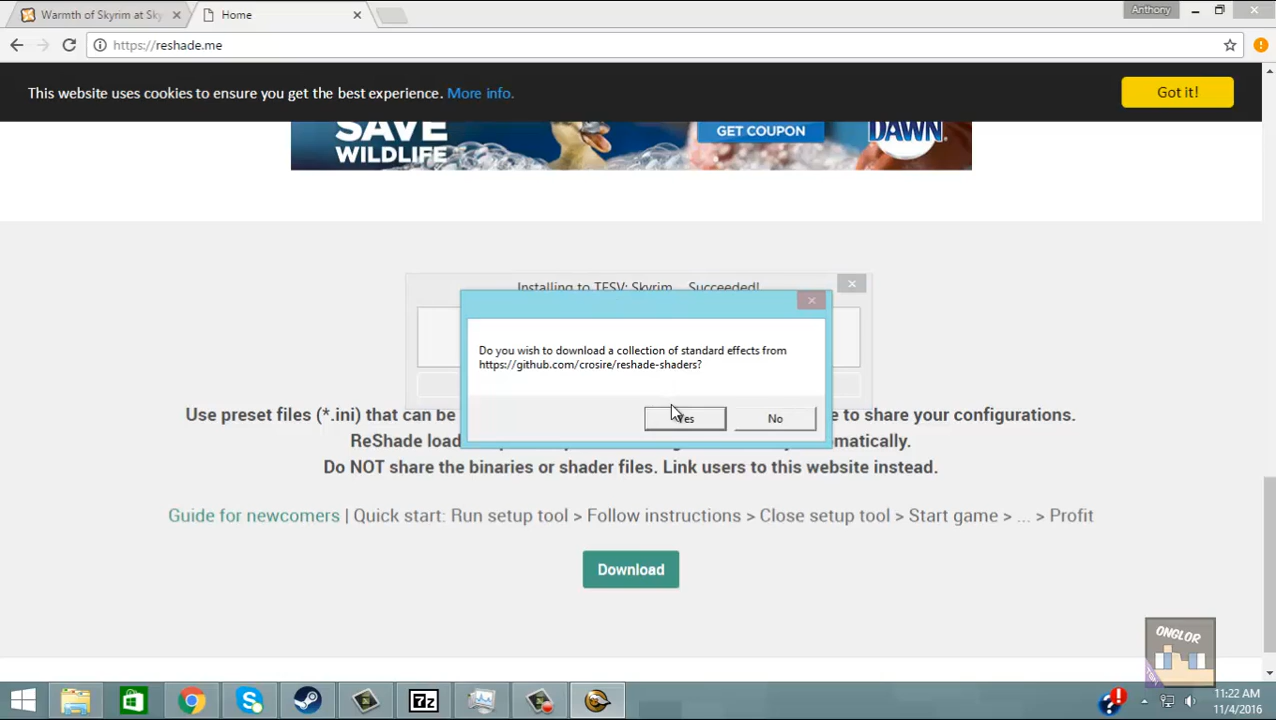 Warmth of Skyrim at Sky
Home
Anthony
https://reshade.me
This website uses cookies to ensure you get the best experience. More info.
Got it!
SAVE
WILDLIFE
GET COUPON
DAWN
Installing to TESV: Skyrim ... Succeeded!
Do you wish to download a collection of standard effects from
https://github.com/crosire/reshade-shaders?
Yes
No
Use preset files (*.ini) that can be e to share your configurations.
ReShade load matically.
Do NOT share the binaries or shader files. Link users to this website instead.
Guide for newcomers | Quick start: Run setup tool > Follow instructions > Close setup tool > Start game > ... > Profit
Download
ONGLOR
7z
11:22 AM
11/4/2016